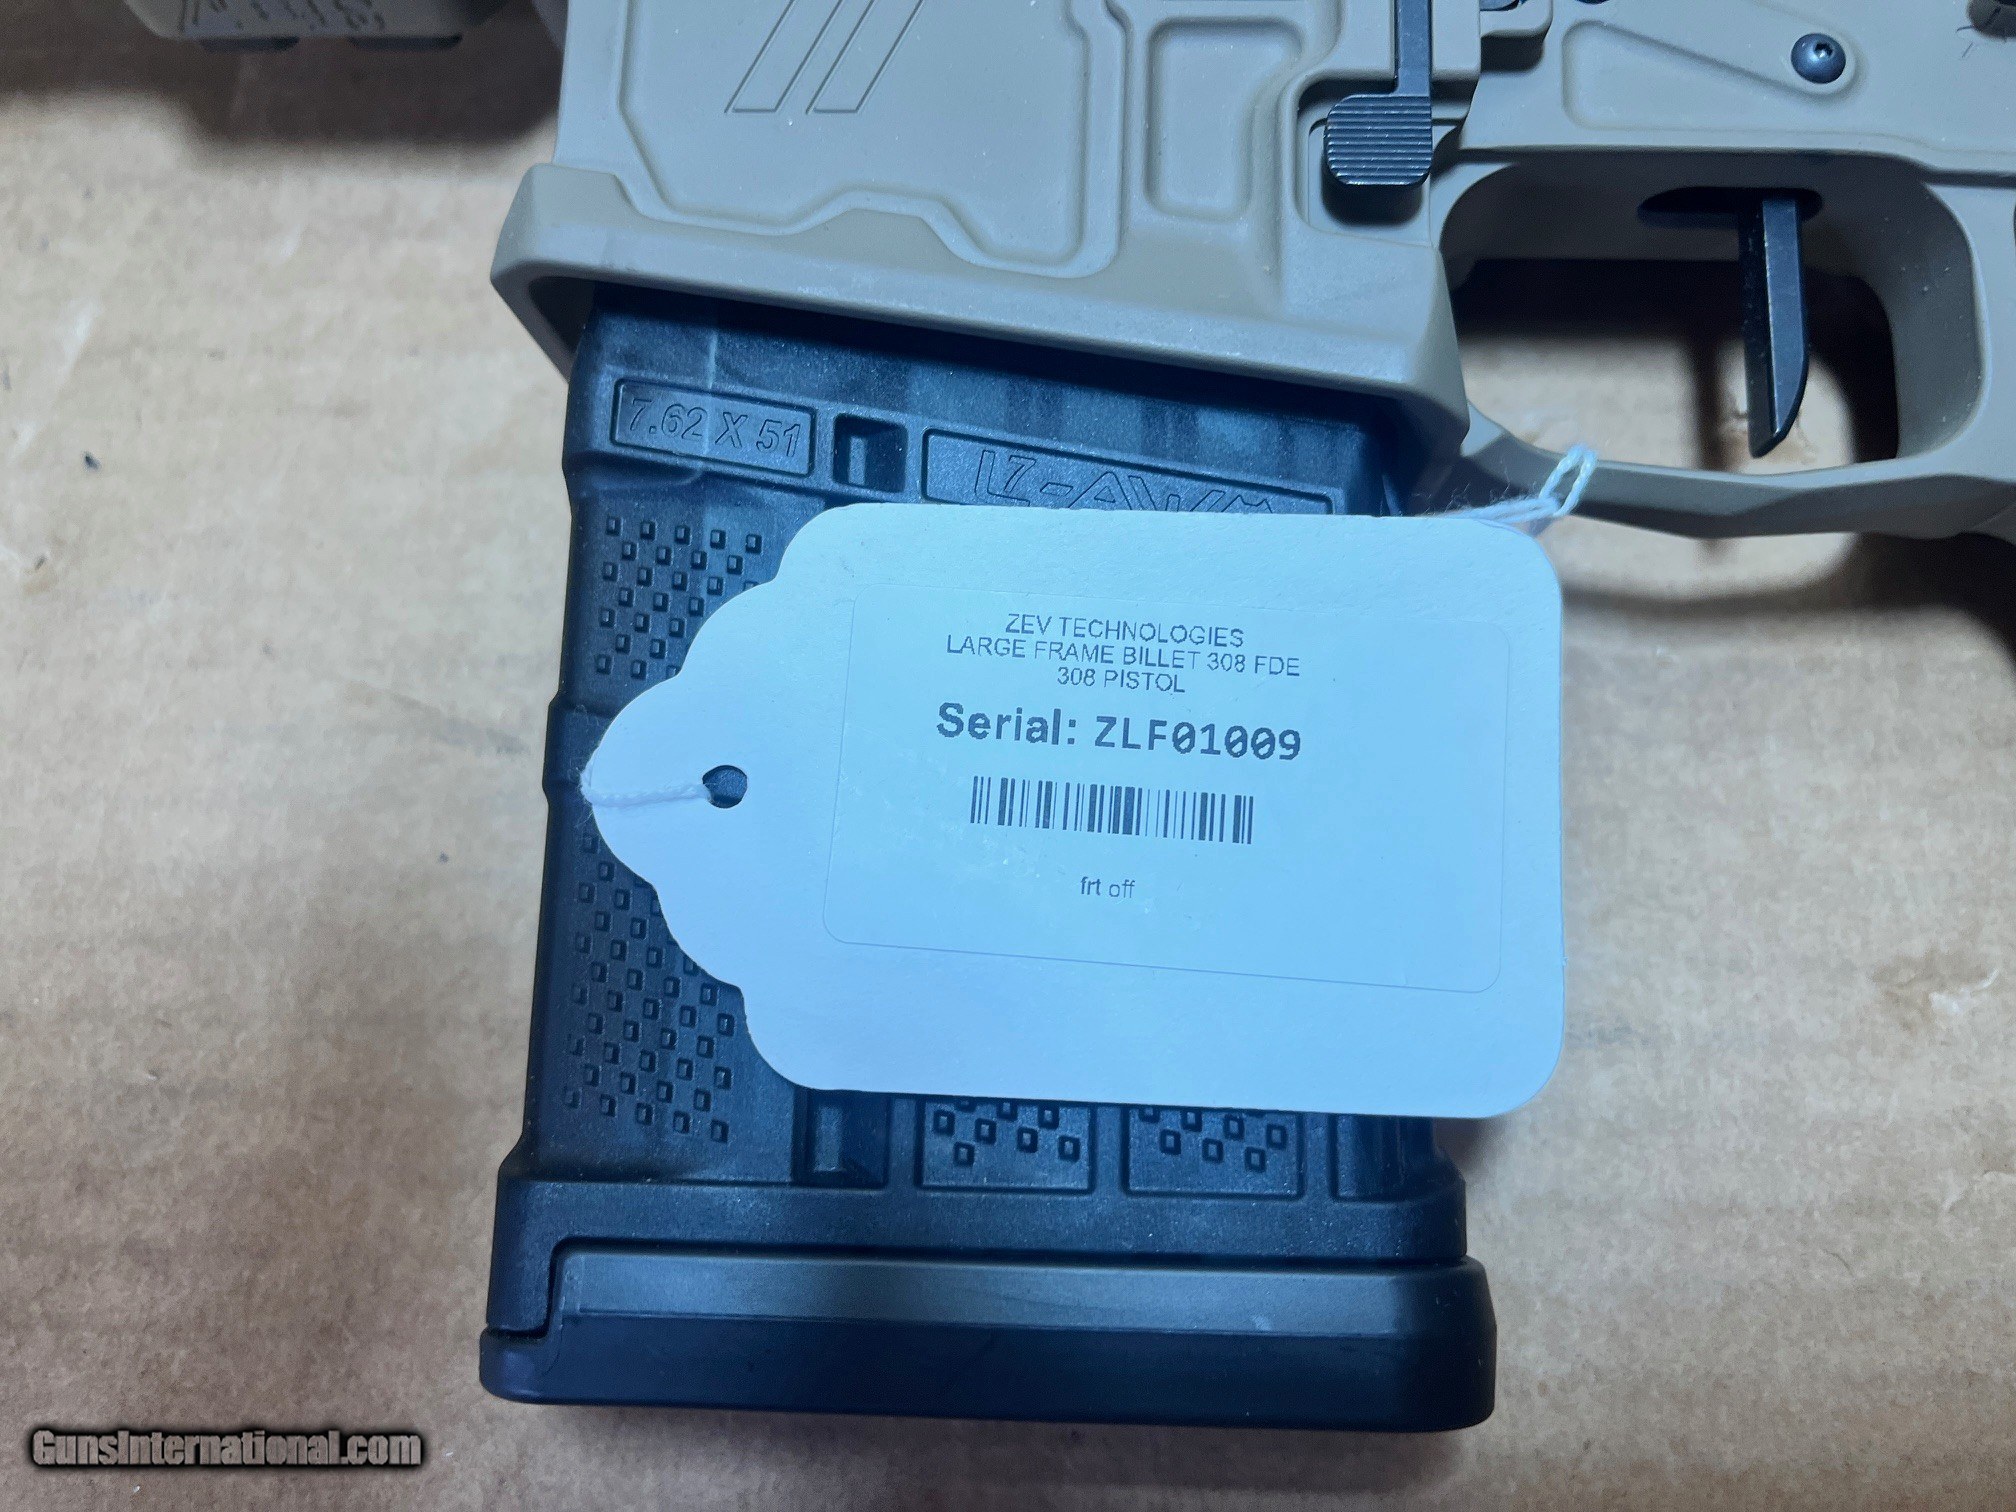 7.62 X 51
ZEV TECHNOLOGIES
LARGE FRAME BILLET 308 FDE
308 PISTOL
Serial: ZLF01009
frt off
GunsInternational.com